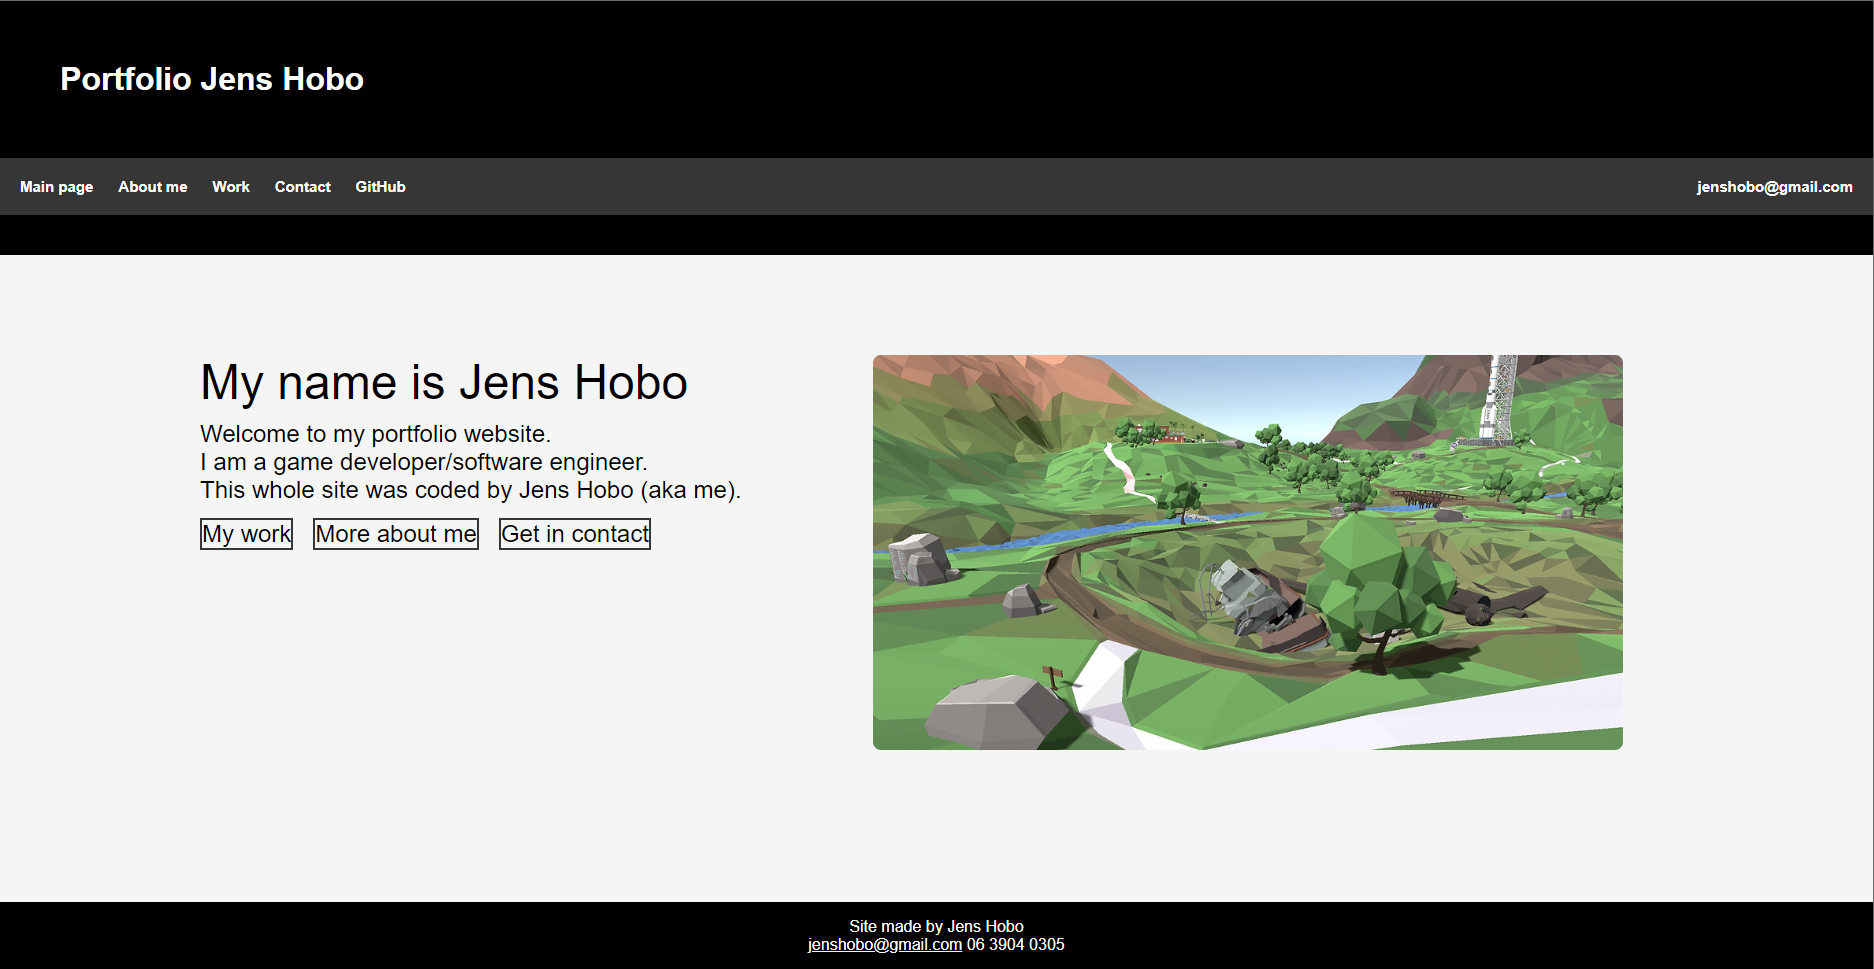 Portfolio Jens Hobo
Main page About me Work Contact GitHub jenshobo@gmail.com
My name is Jens Hobo
Welcome to my portfolio website.
I am a game developer/software engineer.
This whole site was coded by Jens Hobo (aka me).
My work More about me Get in contact
Site made by Jens Hobo
jenshobo@gmail.com 06 3904 0305